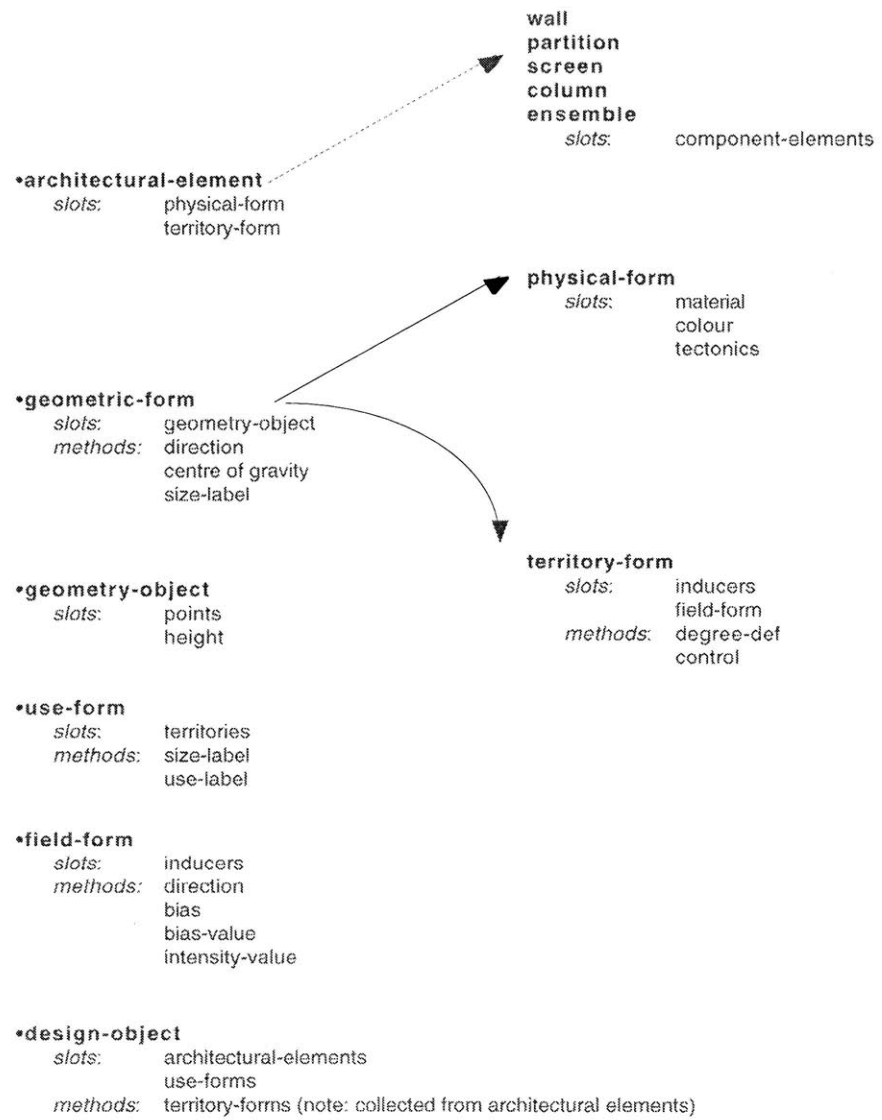 wall
partition
screen
column
ensemble
slots: component-elements
•architectural-element
slots: physical-form
territory-form
physical-form
slots: material
colour
tectonics
•geometric-form
slots: geometry-object
methods: direction
centre of gravity
size-label
territory-form
slots: inducers
field-form
methods: degree-def
control
•geometry-object
slots: points
height
•use-form
slots: territories
methods: size-label
use-label
•field-form
slots: inducers
methods: direction
bias
bias-value
intensity-value
•design-object
slots: architectural-elements
use-forms
methods: territory-forms (note: collected from architectural elements)